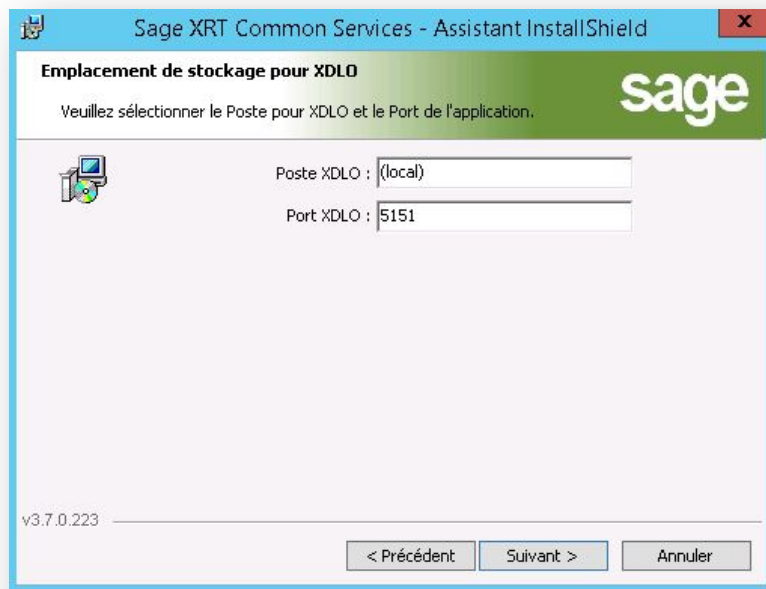 Sage XRT Common Services - Assistant InstallShield
x
Emplacement de stockage pour XDLO
Veuillez sélectionner le Poste pour XDLO et le Port de l'application.
sage
Poste XDLO : (local)
Port XDLO : 5151
v3.7.0.223
< Précédent Suivant > Annuler